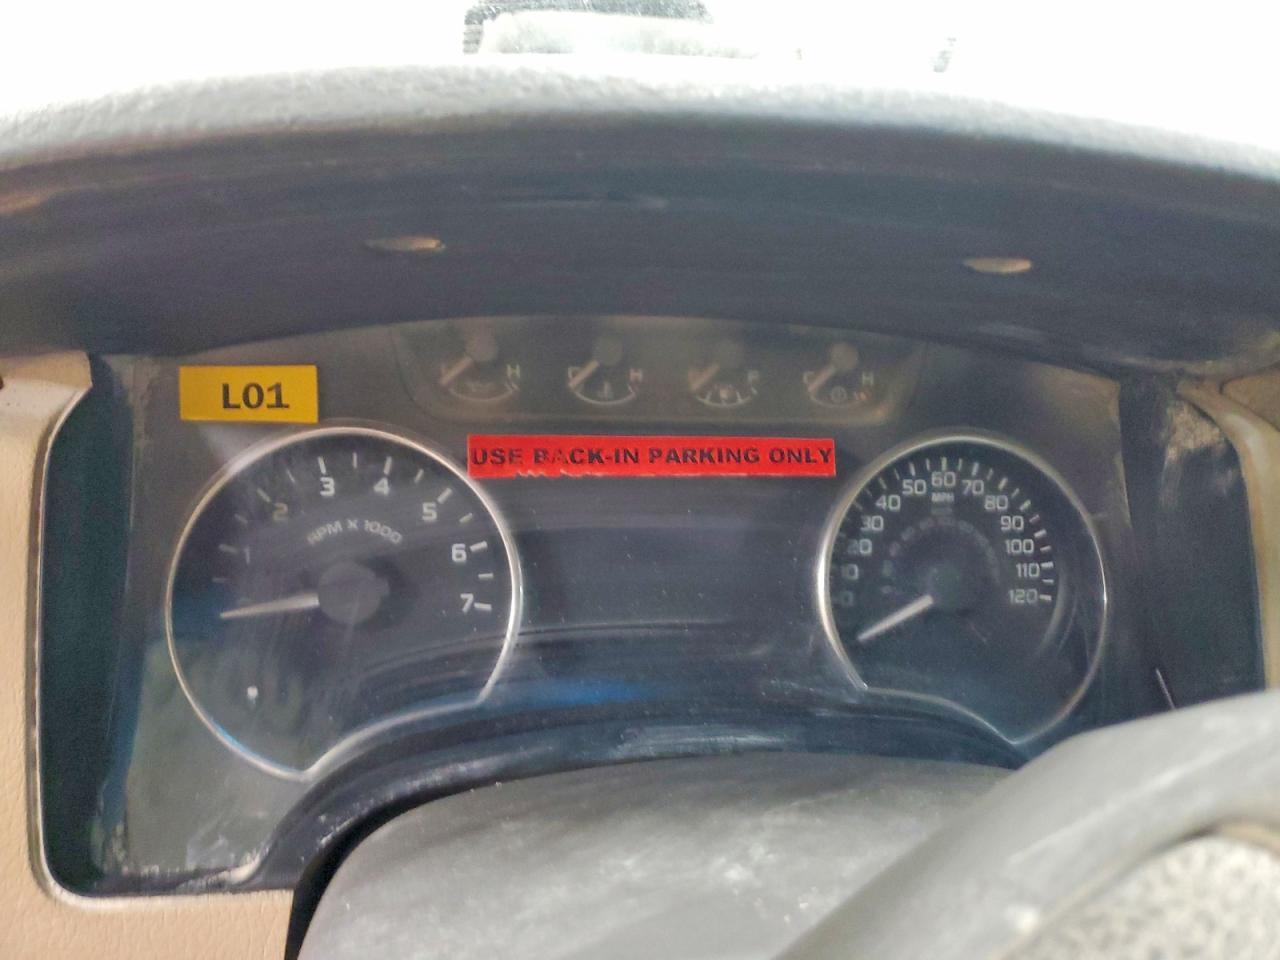 L01
USE BACK-IN PARKING ONLY
H
C H
F
C H
1 2 3 4 5 6 7
RPM X 1000
20 30 40 50 60 70 80 90 100 110 120
MPH